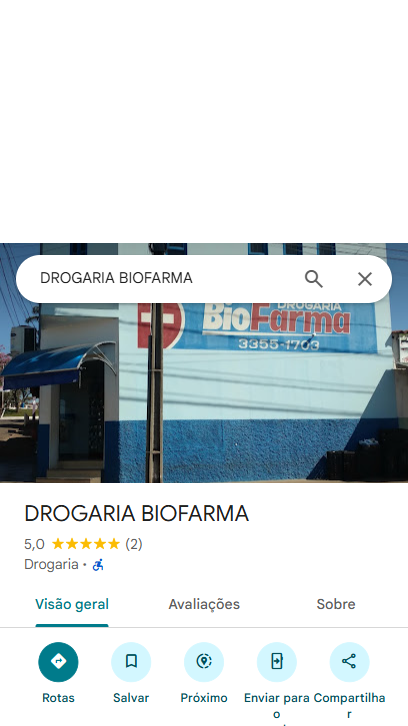 DROGARIA BIOFARMA
DROGARIA
BioFarma
3355-1703
DROGARIA BIOFARMA
5,0 (2)
Drogaria ·
Visão geral Avaliações Sobre
Rotas Salvar Próximo Enviar para o Compartilhar